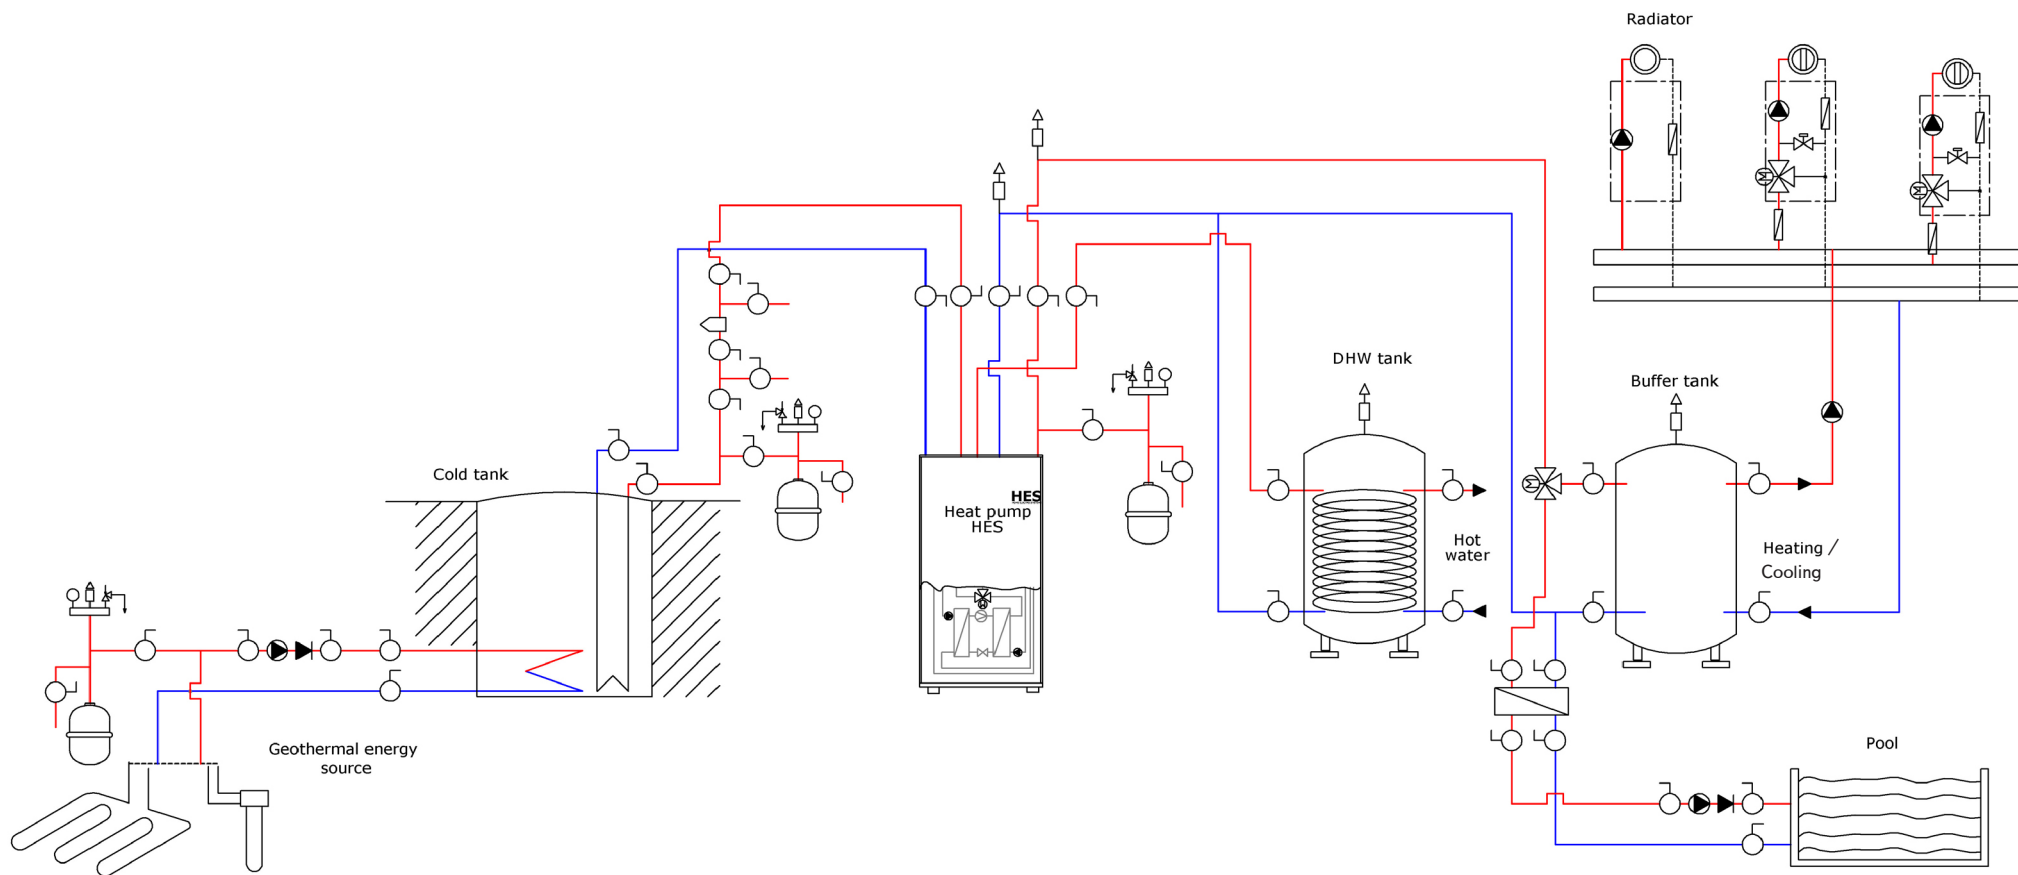 Radiator
DHW tank
Buffer tank
Cold tank
HES
Heat pump
HES
Hot
water
Heating /
Cooling
Geothermal energy
source
Pool